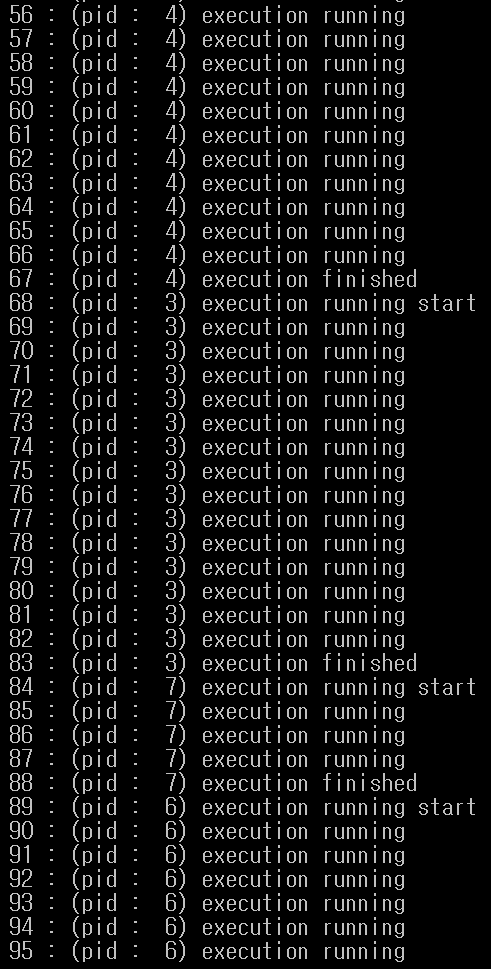 56 : (pid :  4) execution running
57 : (pid :  4) execution running
58 : (pid :  4) execution running
59 : (pid :  4) execution running
60 : (pid :  4) execution running
61 : (pid :  4) execution running
62 : (pid :  4) execution running
63 : (pid :  4) execution running
64 : (pid :  4) execution running
65 : (pid :  4) execution running
66 : (pid :  4) execution running
67 : (pid :  4) execution finished
68 : (pid :  3) execution running start
69 : (pid :  3) execution running
70 : (pid :  3) execution running
71 : (pid :  3) execution running
72 : (pid :  3) execution running
73 : (pid :  3) execution running
74 : (pid :  3) execution running
75 : (pid :  3) execution running
76 : (pid :  3) execution running
77 : (pid :  3) execution running
78 : (pid :  3) execution running
79 : (pid :  3) execution running
80 : (pid :  3) execution running
81 : (pid :  3) execution running
82 : (pid :  3) execution running
83 : (pid :  3) execution finished
84 : (pid :  7) execution running start
85 : (pid :  7) execution running
86 : (pid :  7) execution running
87 : (pid :  7) execution running
88 : (pid :  7) execution finished
89 : (pid :  6) execution running start
90 : (pid :  6) execution running
91 : (pid :  6) execution running
92 : (pid :  6) execution running
93 : (pid :  6) execution running
94 : (pid :  6) execution running
95 : (pid :  6) execution running